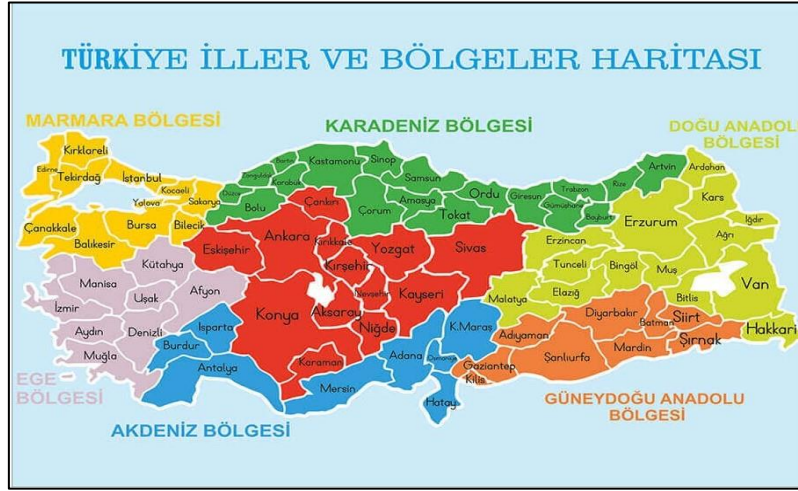 TÜRKİYE İLLER VE BÖLGELER HARİTASI
MARMARA BÖLGESİ
KARADENİZ BÖLGESİ
DOĞU ANADOLU
BÖLGESİ
Kırklareli
Edirne
Tekirdağ
İstanbul
Kocaeli
Yalova
Sakarya
Çanakkale
Balıkesir
Bursa
Bilecik
Düzce
Bolu
Zonguldak
Bartın
Karabük
Kastamonu
Sinop
Samsun
Çorum
Amasya
Tokat
Ordu
Giresun
Trabzon
Gümüşhane
Rize
Bayburt
Artvin
Ardahan
Kars
Iğdır
Ağrı
Erzurum
Erzincan
Tunceli
Bingöl
Muş
Van
Bitlis
Elazığ
Malatya
Hakkari
Çankırı
Ankara
Eskişehir
Kırıkkale
Kırşehir
Yozgat
Sivas
Konya
Aksaray
Nevşehir
Kayseri
Niğde
Karaman
Kütahya
Manisa
Uşak
Afyon
İzmir
Aydın
Denizli
Muğla
Isparta
Burdur
Antalya
Mersin
Adana
Osmaniye
K.Maraş
Hatay
Adıyaman
Gaziantep
Kilis
Şanlıurfa
Diyarbakır
Batman
Mardin
Siirt
Şırnak
EGE
BÖLGESİ
AKDENİZ BÖLGESİ
GÜNEYDOĞU ANADOLU
BÖLGESİ